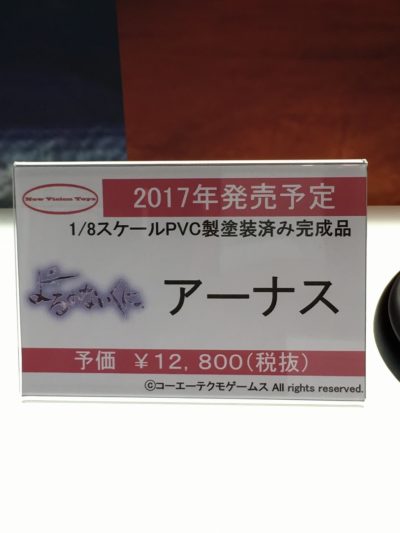 New Vision Toys
2017年発売予定
1/8スケールPVC製塗装済み完成品
よるのないくに
アーナス
予価 ￥12,800(税抜)
©コーエーテクモゲームス All rights reserved.